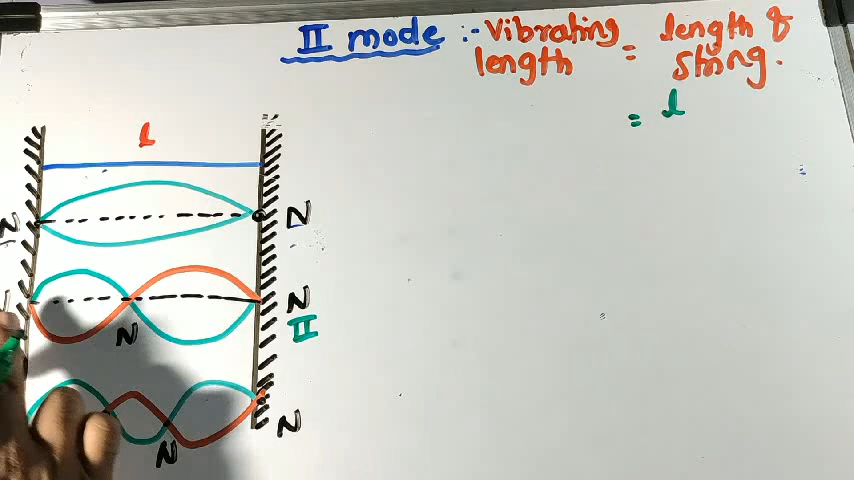 II mode :- Vibrating length = length of string.
= l
l
N N
N N
II
N N